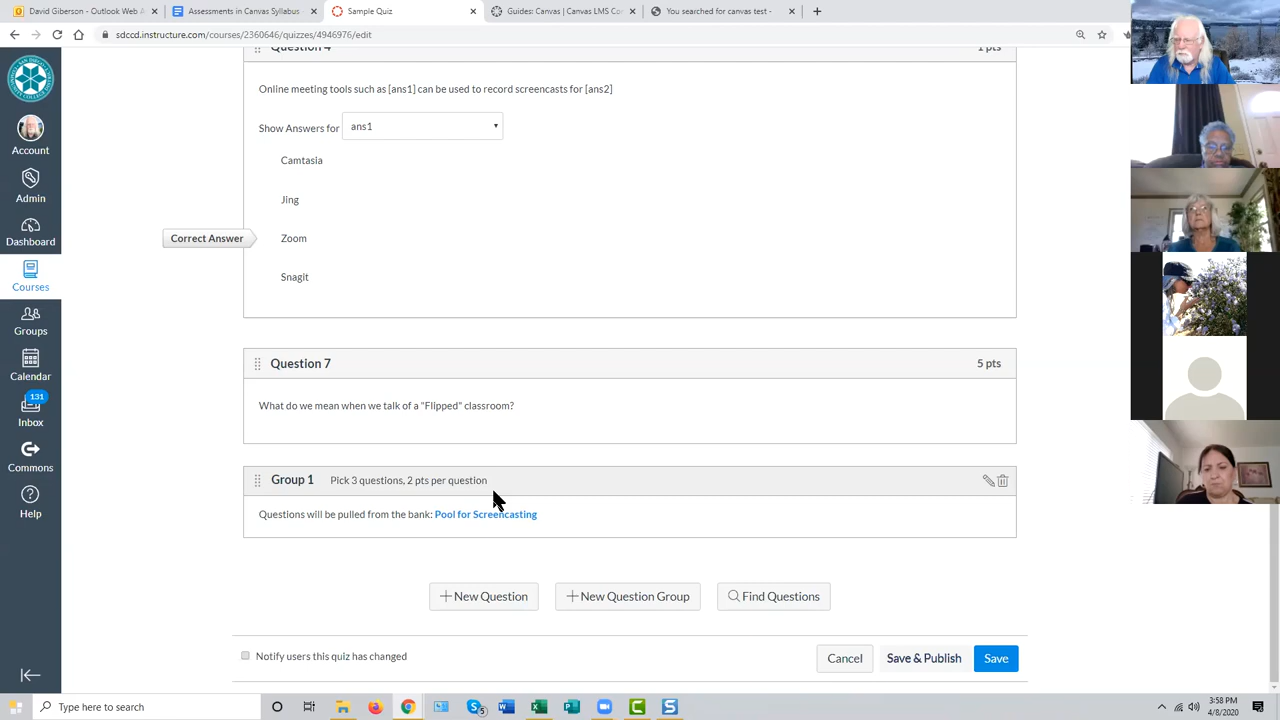 David Giberson - Outlook Web A
Assessments in Canvas Syllabus -
Sample Quiz
Guides: Canvas | Canvas LMS Co
You searched for canvas test -
sdccd.instructure.com/courses/2360646/quizzes/4946976/edit
Question 4
1 pts
Online meeting tools such as [ans1] can be used to record screencasts for [ans2]
Show Answers for
ans1
Camtasia
Jing
Correct Answer
Zoom
Snagit
Question 7
5 pts
What do we mean when we talk of a "Flipped" classroom?
Group 1
Pick 3 questions, 2 pts per question
Questions will be pulled from the bank: Pool for Screencasting
New Question
New Question Group
Find Questions
Notify users this quiz has changed
Cancel
Save & Publish
Save
Account
Admin
Dashboard
Courses
Groups
Calendar
131
Inbox
Commons
Help
Type here to search
5
3:58 PM
4/8/2020